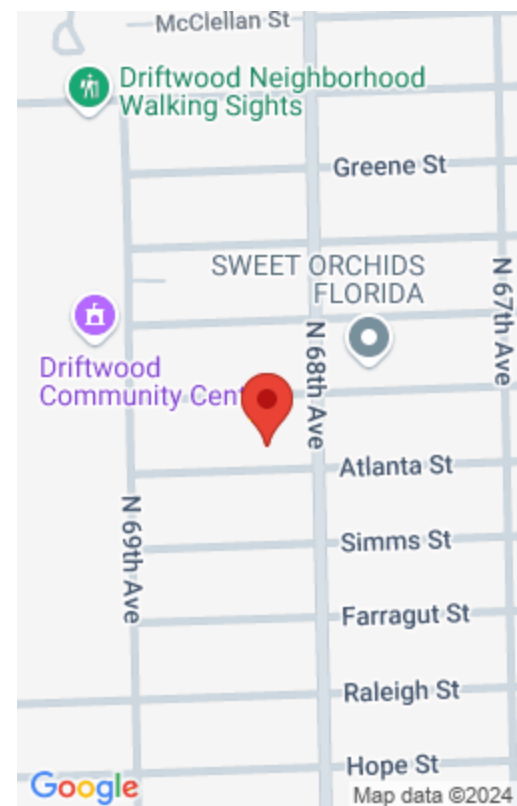 McClellan St
Driftwood Neighborhood
Walking Sights
Greene St
SWEET ORCHIDS
FLORIDA
N 67th Ave
N 68th Ave
Driftwood
Community Cent
Atlanta St
N 69th Ave
Simms St
Farragut St
Raleigh St
Hope St
Google
Map data ©2024